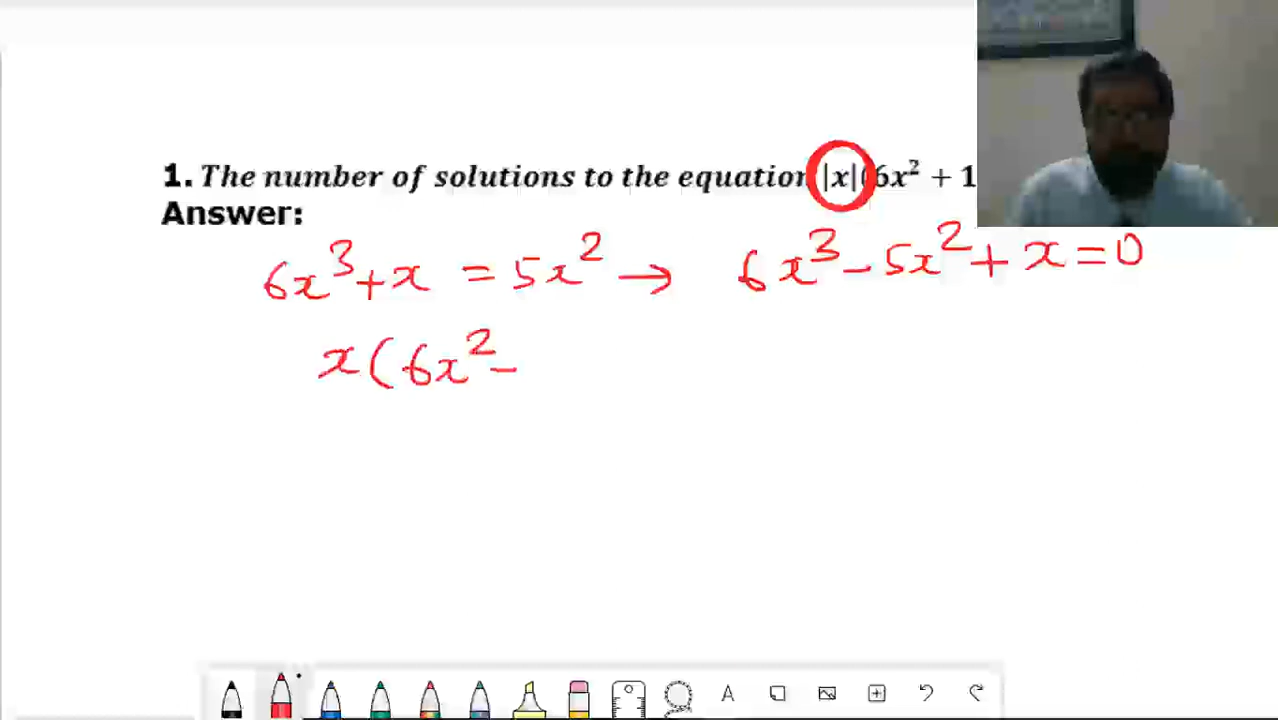 1. The number of solutions to the equation |x|(6x² + 1
Answer:
6x³+x = 5x² → 6x³-5x²+x=0
x(6x²-
A